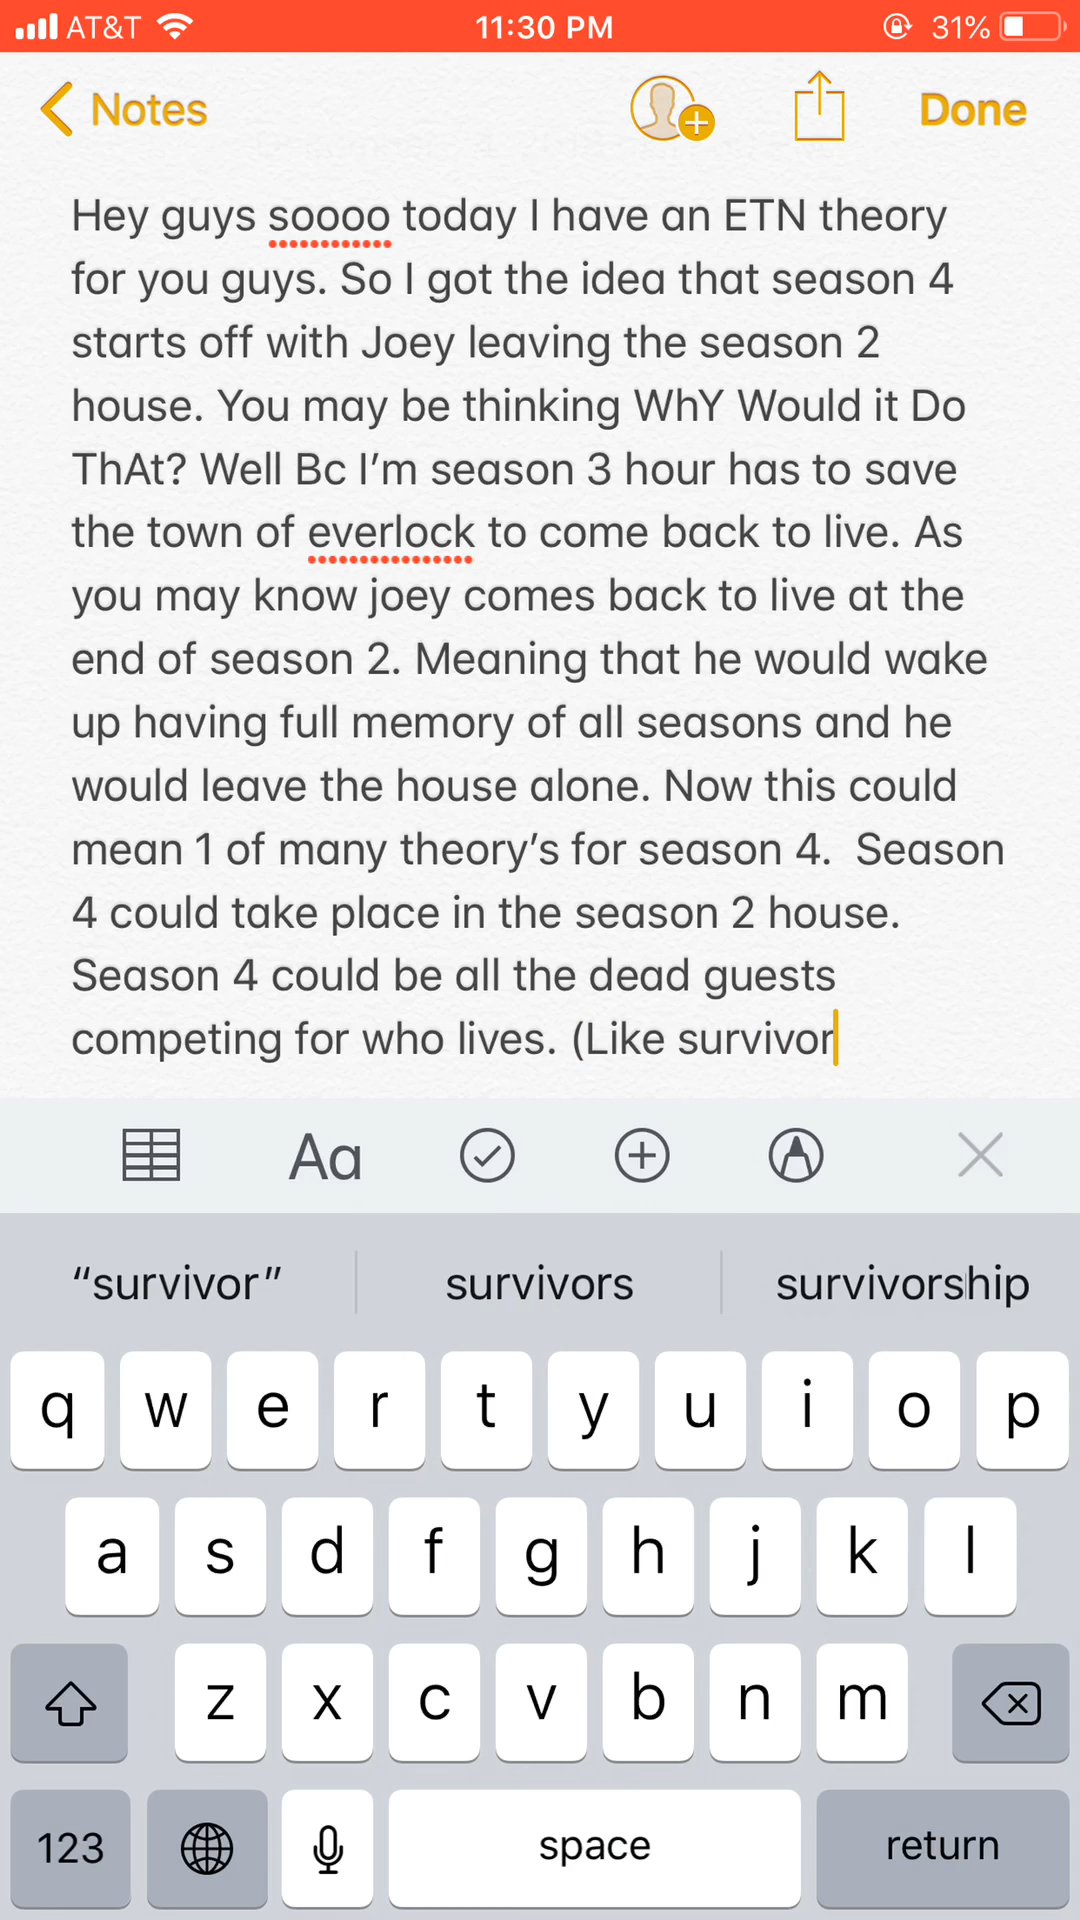 AT&T 11:30 PM 31%
Notes Done
Hey guys soooo today I have an ETN theory
for you guys. So I got the idea that season 4
starts off with Joey leaving the season 2
house. You may be thinking WhY Would it Do
ThAt? Well Bc I’m season 3 hour has to save
the town of everlock to come back to live. As
you may know joey comes back to live at the
end of season 2. Meaning that he would wake
up having full memory of all seasons and he
would leave the house alone. Now this could
mean 1 of many theory’s for season 4.  Season
4 could take place in the season 2 house.
Season 4 could be all the dead guests
competing for who lives. (Like survivor
Aa
“survivor” survivors survivorship
q w e r t y u i o p
a s d f g h j k l
z x c v b n m
123 space return